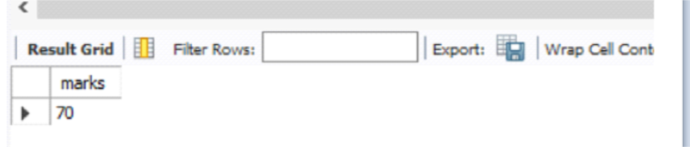 Result Grid Filter Rows: Export: Wrap Cell Cont
marks
70